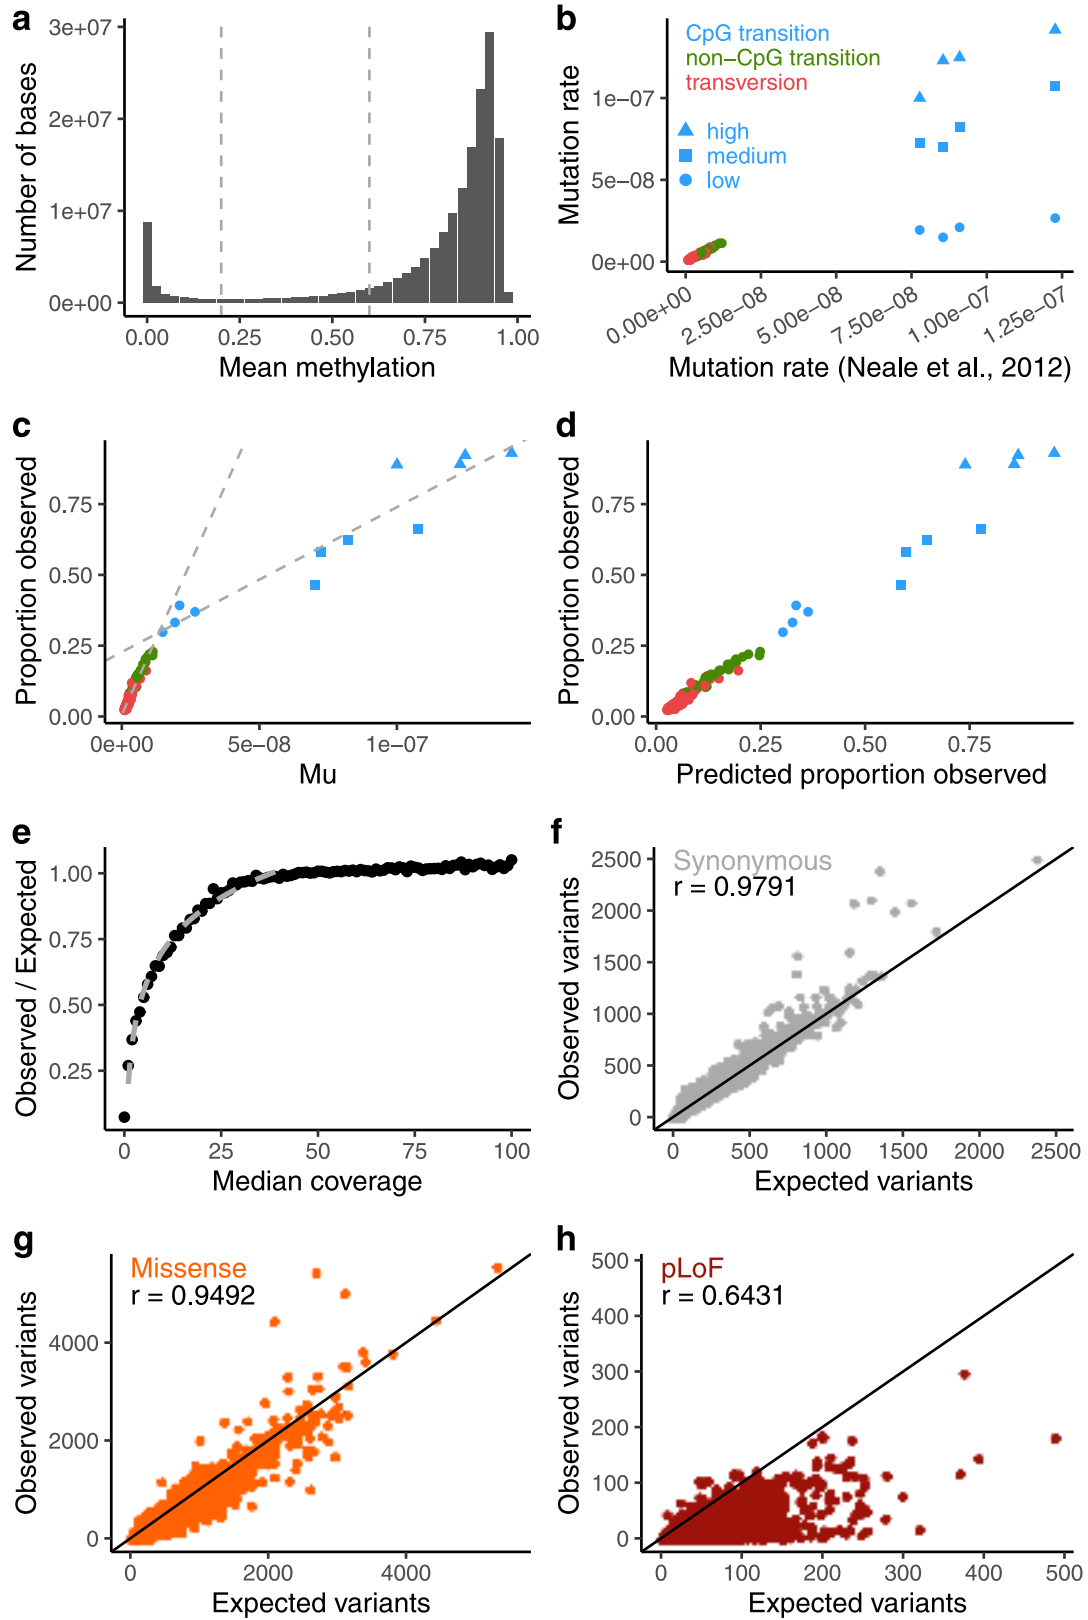 a
Number of bases
3e+07
2e+07
1e+07
0e+00
0.00
0.25
0.50
0.75
1.00
Mean methylation
b
Mutation rate
1e−07
5e−08
0e+00
CpG transition
non−CpG transition
transversion
high
medium
low
0.00e+00
2.50e−08
5.00e−08
7.50e−08
1.00e−07
1.25e−07
Mutation rate (Neale et al., 2012)
c
Proportion observed
0.75
0.50
0.25
0.00
0e+00
5e−08
1e−07
Mu
d
Proportion observed
0.75
0.50
0.25
0.00
0.00
0.25
0.50
0.75
Predicted proportion observed
e
Observed / Expected
1.00
0.75
0.50
0.25
0
25
50
75
100
Median coverage
f
Observed variants
2500
2000
1500
1000
500
0
Synonymous
r = 0.9791
0
500
1000
1500
2000
2500
Expected variants
g
Observed variants
4000
2000
0
Missense
r = 0.9492
0
2000
4000
Expected variants
h
Observed variants
500
400
300
200
100
0
pLoF
r = 0.6431
0
100
200
300
400
500
Expected variants